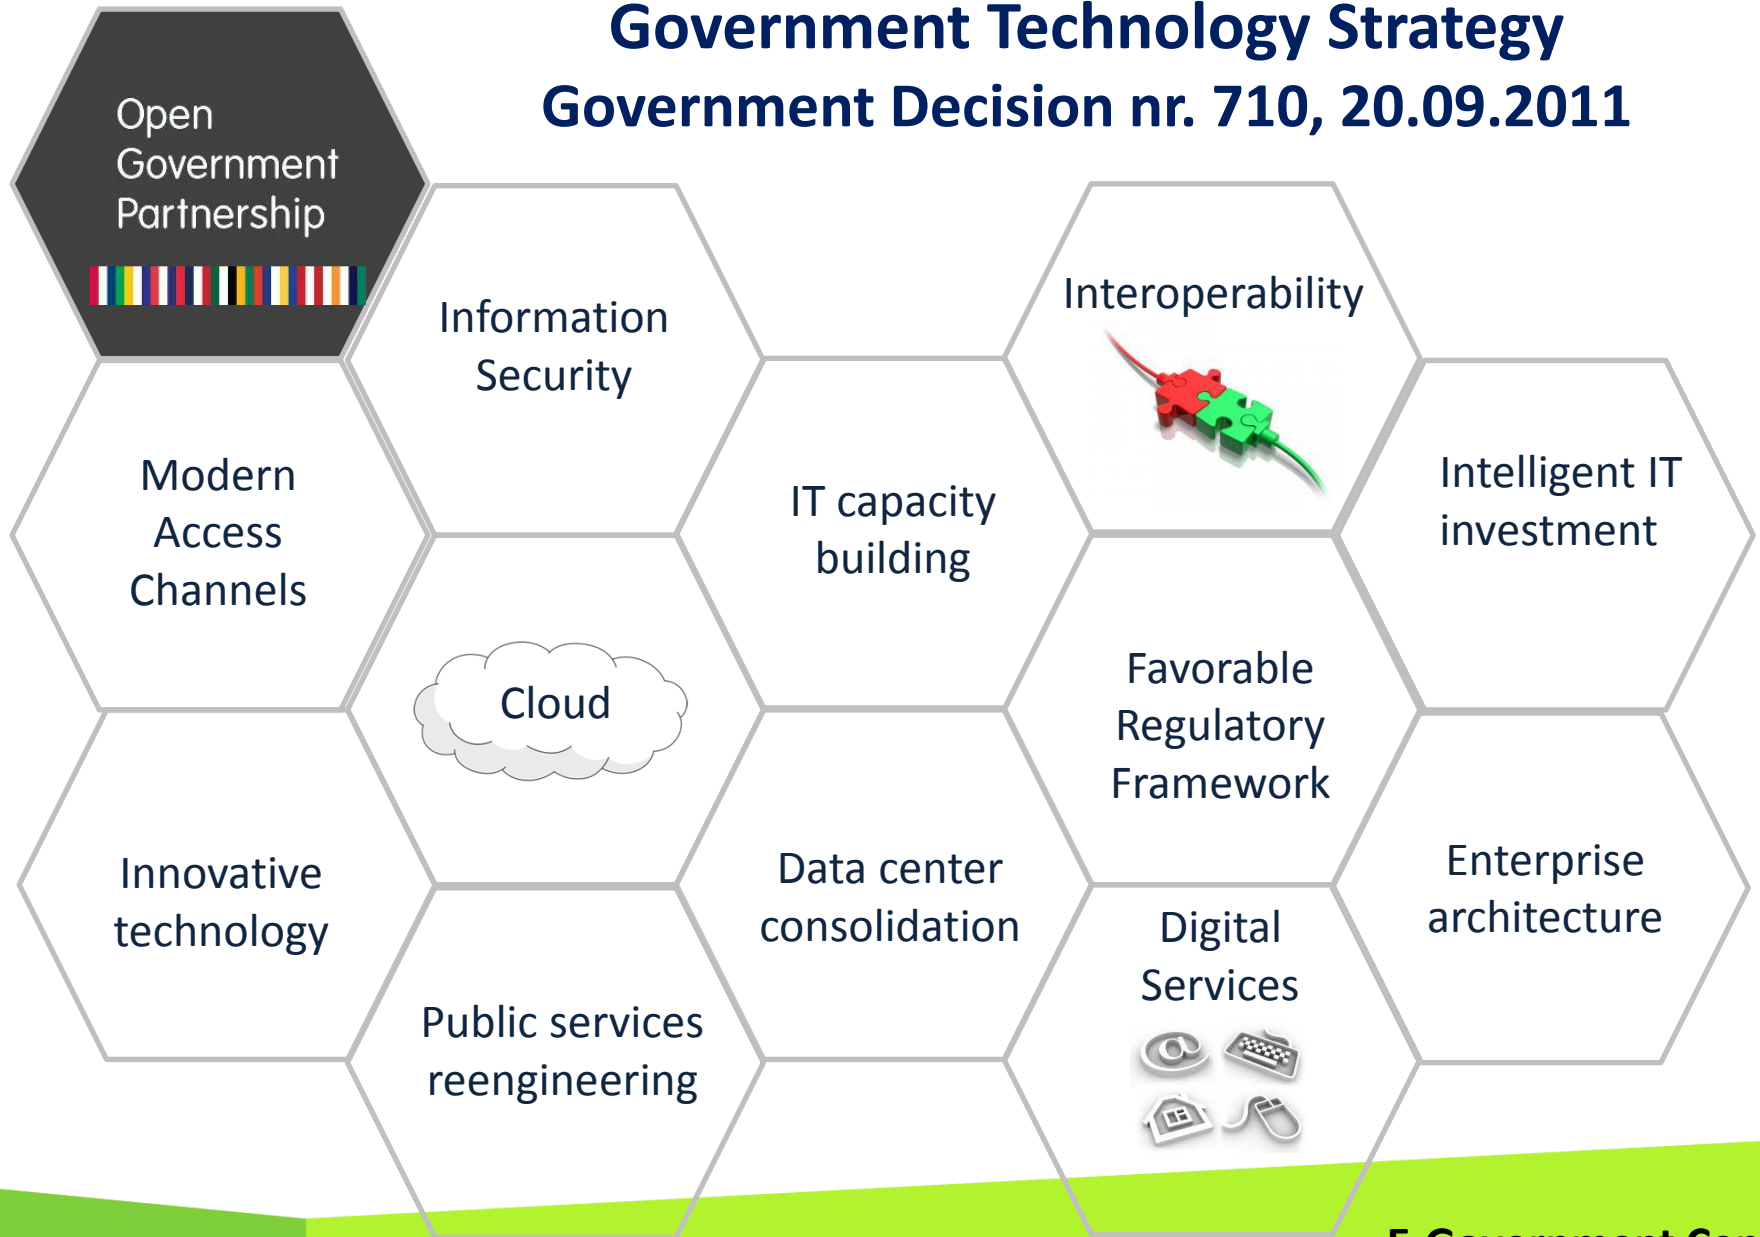 Government Technology Strategy
Government Decision nr. 710, 20.09.2011
Open
Government
Partnership
Information
Security
Interoperability
Modern
Access
Channels
IT capacity
building
Intelligent IT
investment
Cloud
Favorable
Regulatory
Framework
Innovative
technology
Data center
consolidation
Enterprise
architecture
Public services
reengineering
Digital
Services